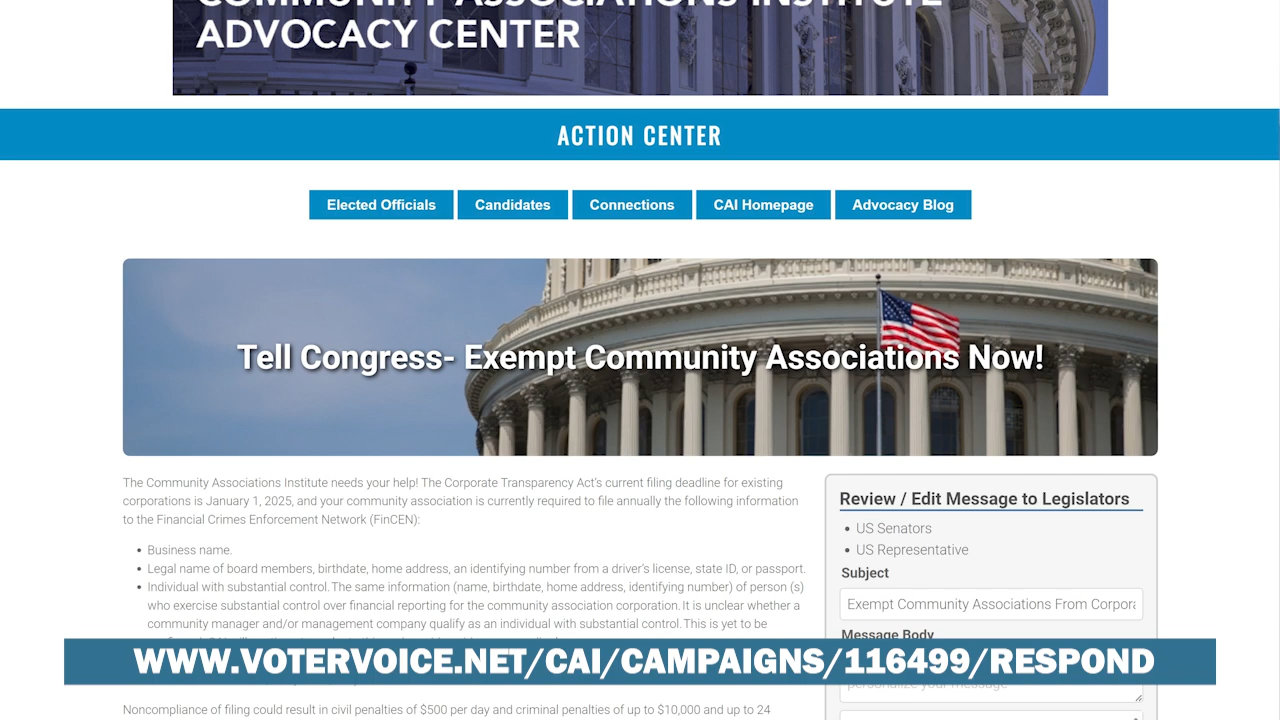 COMMUNITY ASSOCIATIONS INSTITUTE
ADVOCACY CENTER
ACTION CENTER
Elected Officials Candidates Connections CAI Homepage Advocacy Blog
Tell Congress- Exempt Community Associations Now!
The Community Associations Institute needs your help! The Corporate Transparency Act's current filing deadline for existing
corporations is January 1, 2025, and your community association is currently required to file annually the following information
to the Financial Crimes Enforcement Network (FinCEN):
• Business name.
• Legal name of board members, birthdate, home address, an identifying number from a driver's license, state ID, or passport.
• Individual with substantial control. The same information (name, birthdate, home address, identifying number) of person (s)
who exercise substantial control over financial reporting for the community association corporation. It is unclear whether a
community manager and/or management company qualify as an individual with substantial control. This is yet to be
Noncompliance of filing could result in civil penalties of $500 per day and criminal penalties of up to $10,000 and up to 24
Review / Edit Message to Legislators
• US Senators
• US Representative
Subject
Exempt Community Associations From Corpora
Message Body
personalize your message
WWW.VOTERVOICE.NET/CAI/CAMPAIGNS/116499/RESPOND